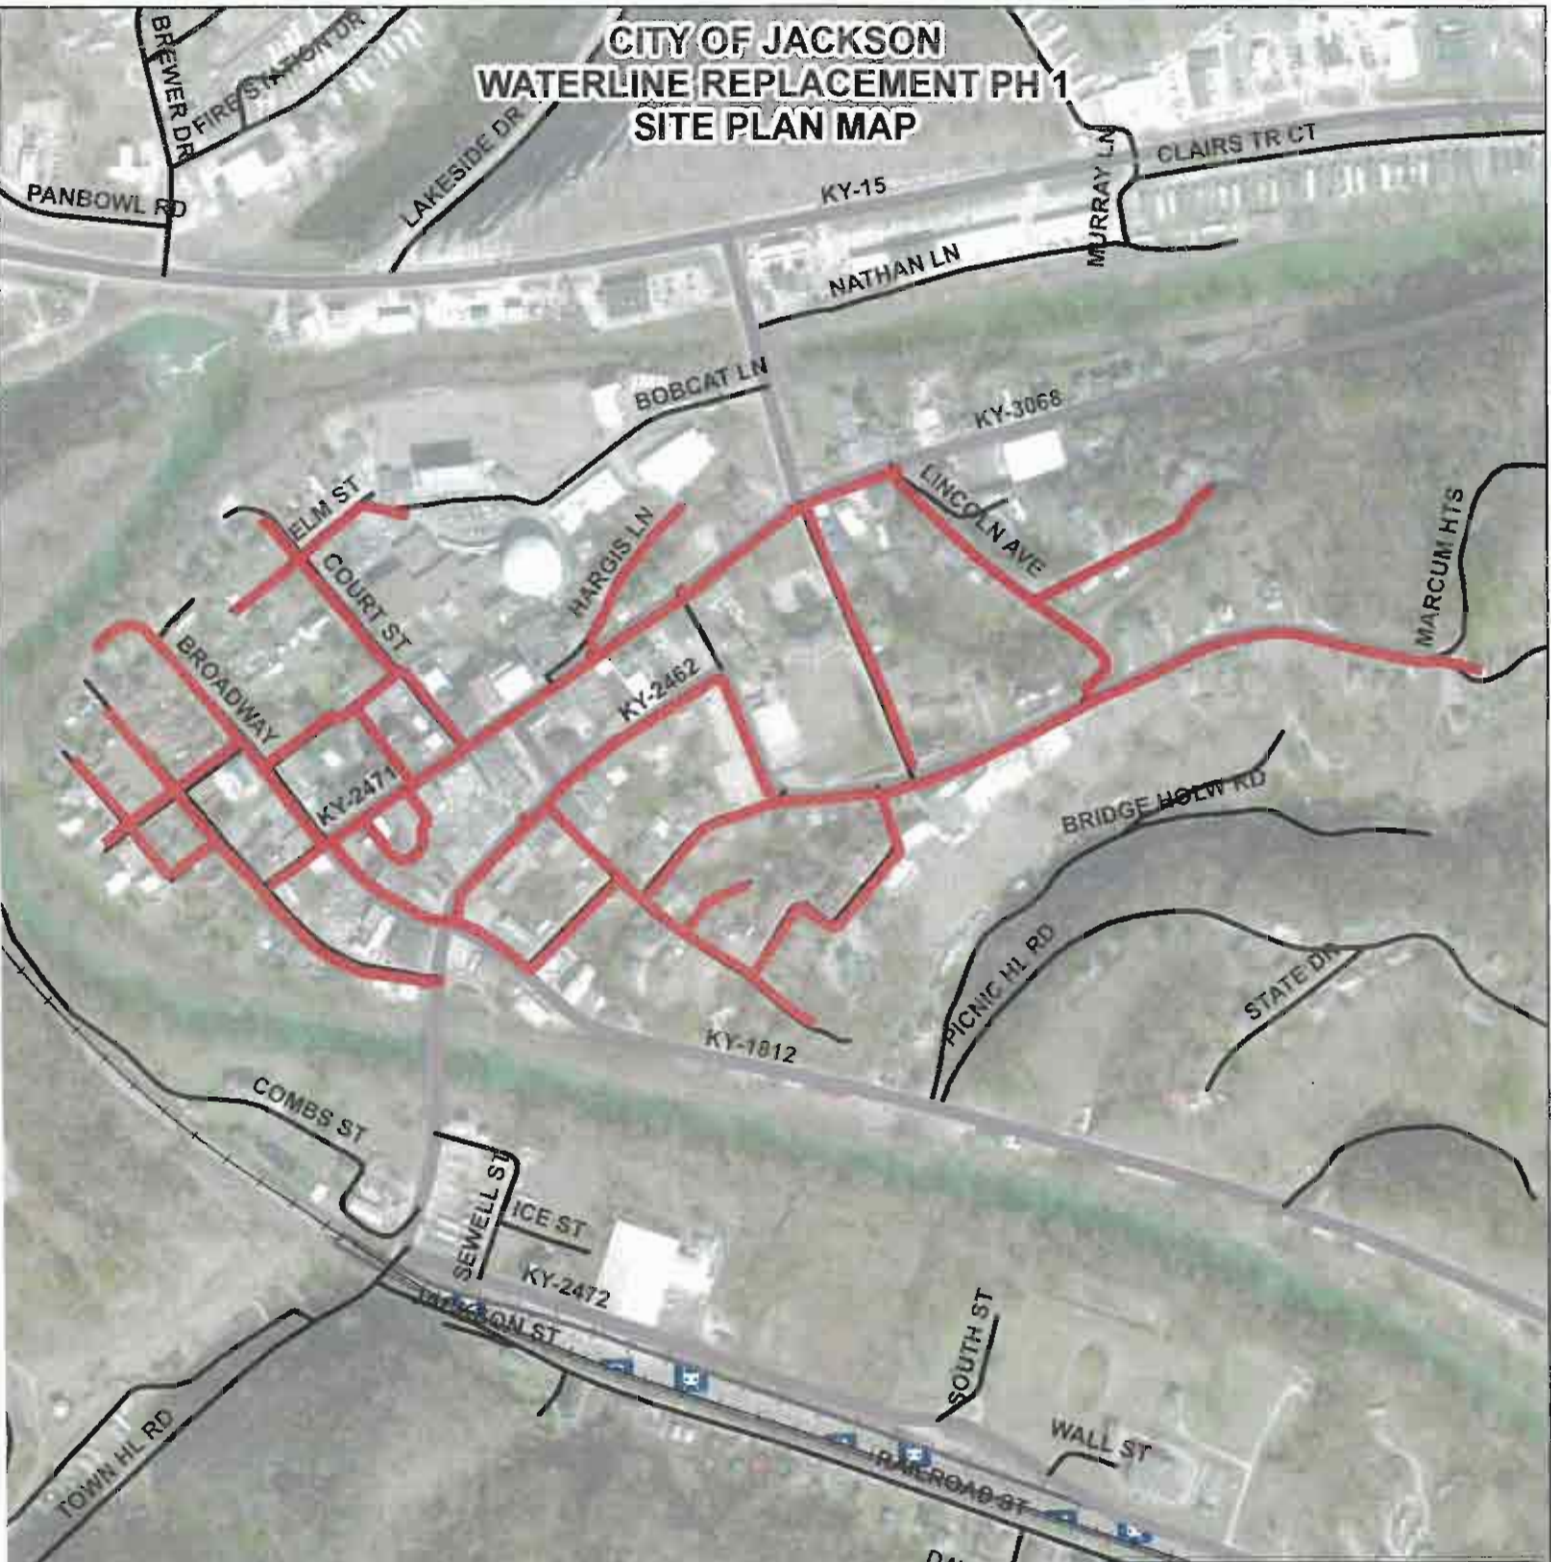 CITY OF JACKSON
WATERLINE REPLACEMENT PH 1
SITE PLAN MAP
BREWER DR
FIRE STATION DR
LAKESIDE DR
PANBOWL RD
KY-15
MURRAY LN
CLAIRS TR CT
NATHAN LN
BOBCAT LN
KY-3068
ELM ST
LINCOLN AVE
HARGIS LN
COURT ST
MARCUM HTS
BROADWAY
KY-2462
KY-2471
BRIDGE HOLW RD
PICNIC HL RD
STATE DR
KY-1812
COMBS ST
SEWELL ST
ICE ST
KY-2472
JACKSON ST
SOUTH ST
TOWN HL RD
WALL ST
RAILROAD ST